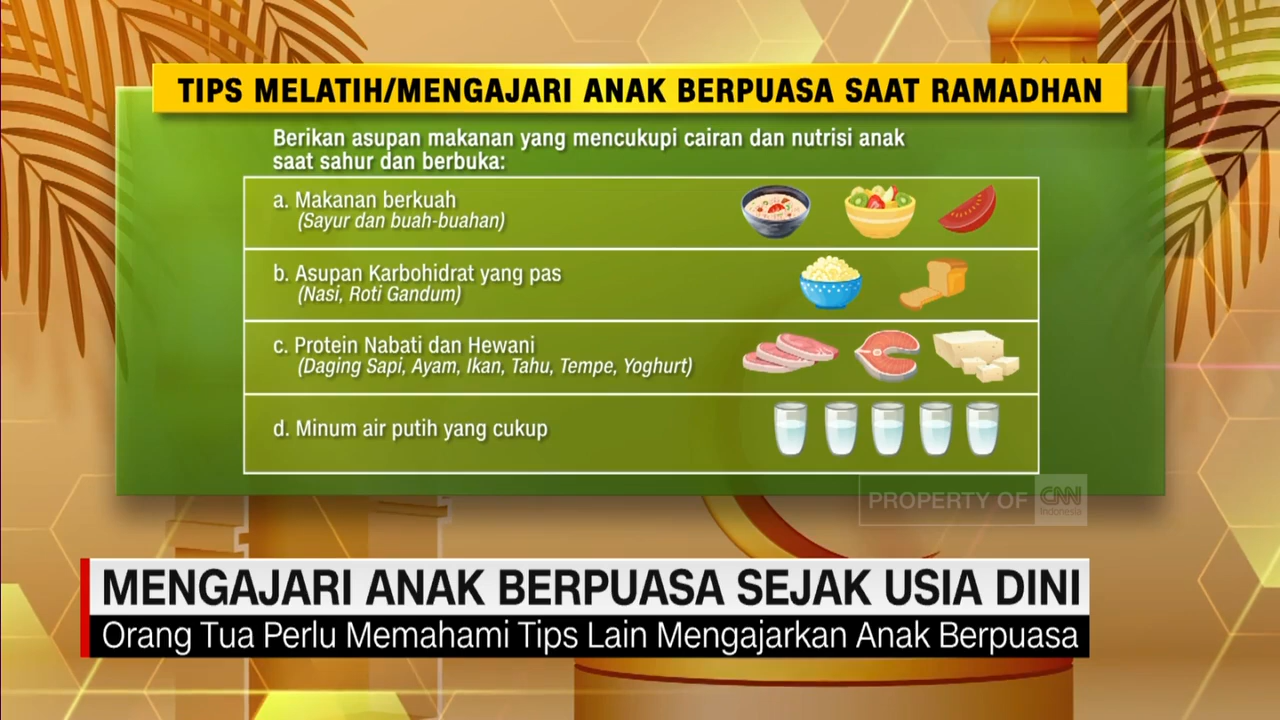 TIPS MELATIH/MENGAJARI ANAK BERPUASA SAAT RAMADHAN
Berikan asupan makanan yang mencukupi cairan dan nutrisi anak
saat sahur dan berbuka:
a. Makanan berkuah
(Sayur dan buah-buahan)
b. Asupan Karbohidrat yang pas
(Nasi, Roti Gandum)
c. Protein Nabati dan Hewani
(Daging Sapi, Ayam, Ikan, Tahu, Tempe, Yoghurt)
d. Minum air putih yang cukup
PROPERTY OF CNN Indonesia
MENGAJARI ANAK BERPUASA SEJAK USIA DINI
Orang Tua Perlu Memahami Tips Lain Mengajarkan Anak Berpuasa